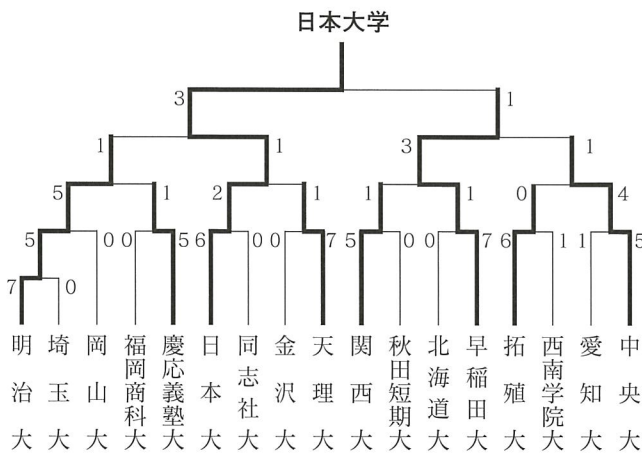 日本大学
3 1
1 1 3 1
5 1 2 1 1 1 0 4
5 0 0 5 6 0 0 7 5 0 0 7 6 1 1 5
7 0
明治大
埼玉大
岡山大
福岡商科大
慶応義塾大
日本大
同志社大
金沢大
天理大
関西大
秋田短期大
北海道大
早稲田大
拓殖大
西南学院大
愛知大
中央大